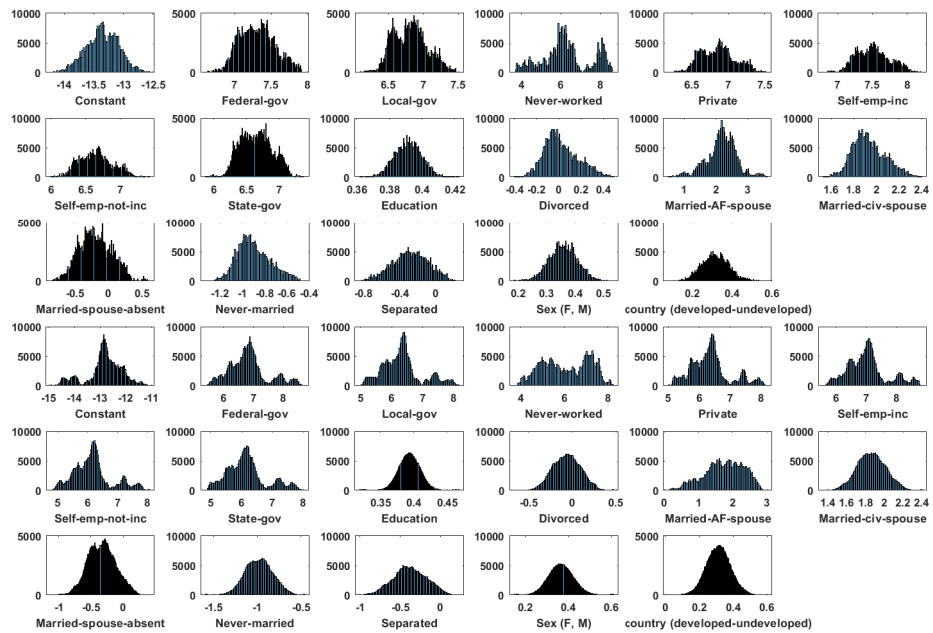 10000 5000 10000 10000 10000 10000
5000 5000 5000 5000 5000
0 0 0 0 0 0
-14 -13.5 -13 -12.5 7 7.5 8 6.5 7 7.5 4 6 8 6.5 7 7.5 7 7.5 8
Constant Federal-gov Local-gov Never-worked Private Self-emp-inc
10000 5000 10000 10000 10000 10000
5000 5000 5000 5000 5000
0 0 0 0 0 0
6 6.5 7 6 6.5 7 0.36 0.38 0.4 0.42 -0.4 -0.2 0 0.2 0.4 1 2 3 1.6 1.8 2 2.2 2.4
Self-emp-not-inc State-gov Education Divorced Married-AF-spouse Married-civ-spouse
5000 10000 10000 10000 10000
5000 5000 5000 5000
0 0 0 0 0
-0.5 0 0.5 -1.2 -1 -0.8 -0.6 -0.4 -0.8 -0.4 0 0.2 0.3 0.4 0.5 0.2 0.4 0.6
Married-spouse-absent Never-married Separated Sex (F, M) country (developed-undeveloped)
10000 10000 10000 10000 10000 10000
5000 5000 5000 5000 5000 5000
0 0 0 0 0 0
-15 -14 -13 -12 -11 5 6 7 8 5 6 7 8 4 6 8 5 6 7 8 6 7 8
Constant Federal-gov Local-gov Never-worked Private Self-emp-inc
10000 10000 10000 10000 10000 10000
5000 5000 5000 5000 5000 5000
0 0 0 0 0 0
5 6 7 8 5 6 7 8 0.35 0.4 0.45 -0.5 0 0.5 0 1 2 3 1.4 1.6 1.8 2 2.2 2.4
Self-emp-not-inc State-gov Education Divorced Married-AF-spouse Married-civ-spouse
5000 10000 10000 10000 5000
5000 5000 5000
0 0 0 0 0
-1 -0.5 0 -1.5 -1 -0.5 -1 -0.5 0 0.2 0.4 0.6 0 0.2 0.4 0.6
Married-spouse-absent Never-married Separated Sex (F, M) country (developed-undeveloped)